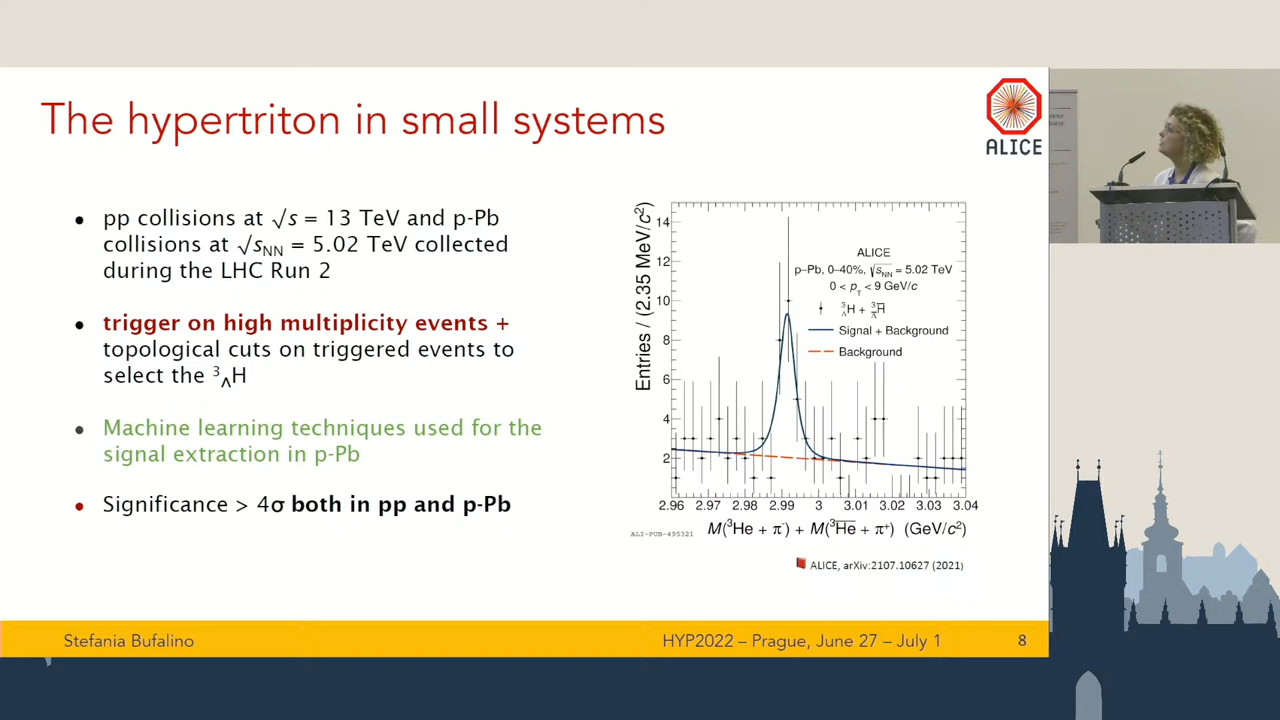 The hypertriton in small systems
ALICE
• pp collisions at √s = 13 TeV and p-Pb
collisions at √sNN = 5.02 TeV collected
during the LHC Run 2
• trigger on high multiplicity events +
topological cuts on triggered events to
select the ³ΛH
• Machine learning techniques used for the
signal extraction in p-Pb
• Significance > 4σ both in pp and p-Pb
Entries / (2.35 MeV/c²)
14
12
10
8
6
4
2
ALICE
p–Pb, 0–40%, √sNN = 5.02 TeV
0 < pT < 9 GeV/c
³ΛH + ³Λ̅H̅
Signal + Background
Background
2.96 2.97 2.98 2.99 3 3.01 3.02 3.03 3.04
M(³He + π⁻) + M(³H̅e̅ + π⁺) (GeV/c²)
ALI-PUB-495321
ALICE, arXiv:2107.10627 (2021)
Stefania Bufalino
HYP2022 – Prague, June 27 – July 1
8